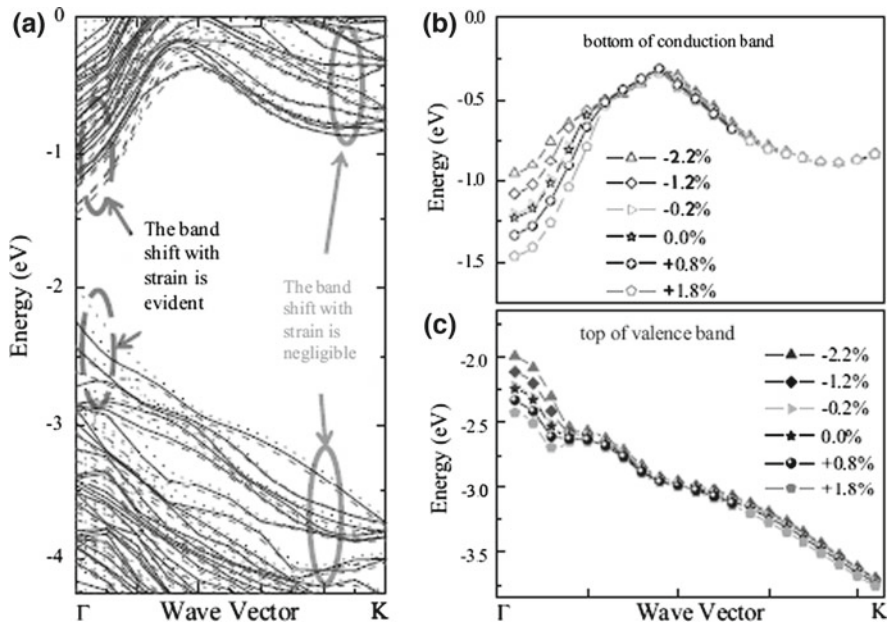 (a)
0
-1
-2
-3
-4
Energy (eV)
The band
shift with
strain is
evident
The band
shift with
strain is
negligible
Γ
Wave Vector
K
(b)
0.0
-0.5
-1.0
-1.5
Energy (eV)
bottom of conduction band
-2.2%
-1.2%
-0.2%
0.0%
+0.8%
+1.8%
(c)
-2.0
-2.5
-3.0
-3.5
Energy (eV)
top of valence band
-2.2%
-1.2%
-0.2%
0.0%
+0.8%
+1.8%
Γ
Wave Vector
K